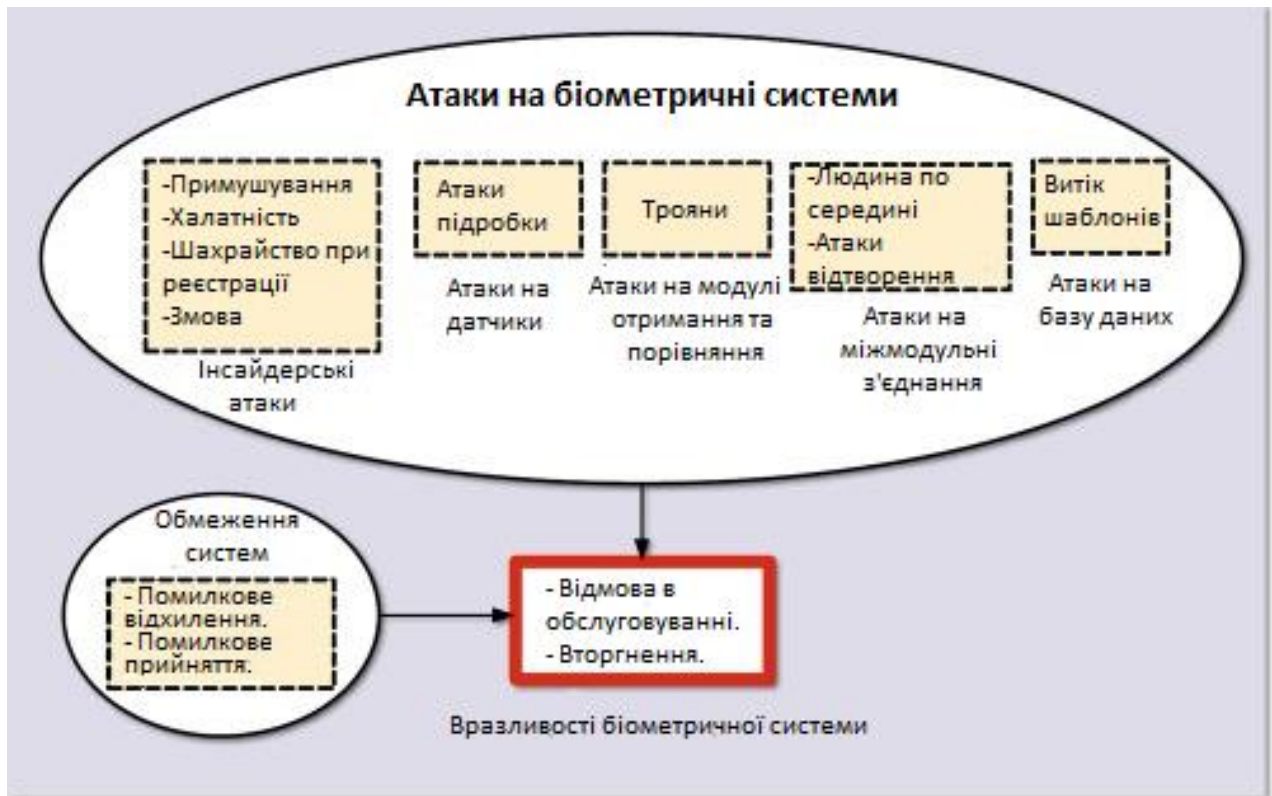 Атаки на біометричні системи
-Примушування
-Халатність
-Шахрайство при
реєстрації
-Змова
Інсайдерські
атаки
Атаки
підробки
Атаки на
датчики
Трояни
Атаки на модулі
отримання та
порівняння
-Людина по
середині
-Атаки
відтворення
Атаки на
міжмодульні
з'єднання
Витік
шаблонів
Атаки на
базу даних
Обмеження
систем
- Помилкове
відхилення.
- Помилкове
прийняття.
- Відмова в
обслуговуванні.
- Вторгнення.
Вразливості біометричної системи